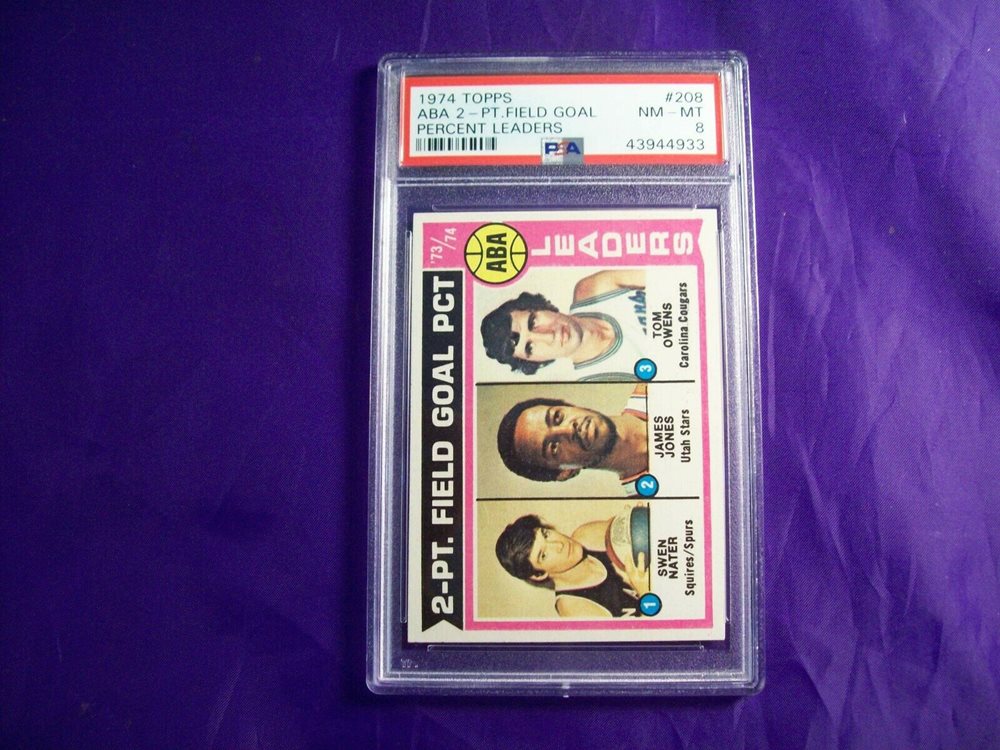 1974 TOPPS #208
ABA 2-PT.FIELD GOAL NM-MT
PERCENT LEADERS 8
PSA 43944933
2-PT. FIELD GOAL PCT '73/74
ABA
LEADERS
1
SWEN
NATER
Squires/Spurs
2
JAMES
JONES
Utah Stars
3
TOM
OWENS
Carolina Cougars